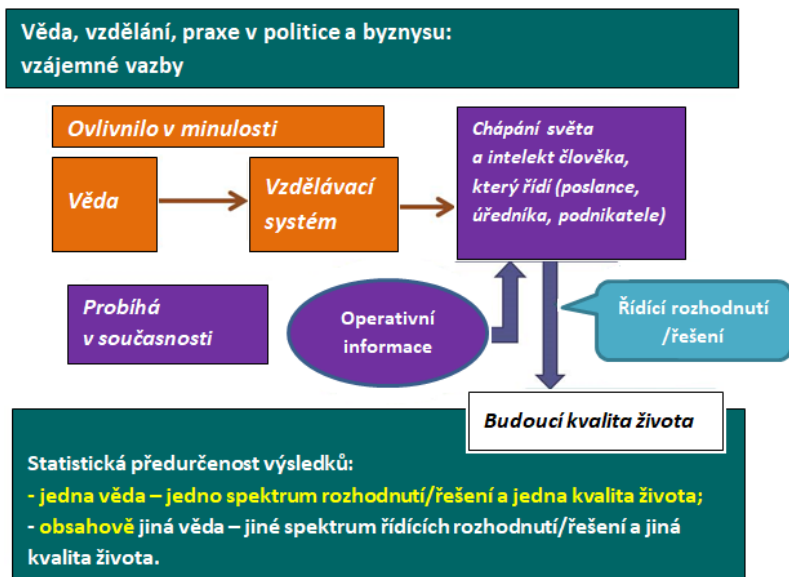 Věda, vzdělání, praxe v politice a byznysu:
vzájemné vazby
Ovlivnilo v minulosti
Věda
Vzdělávací
systém
Chápání světa
a intelekt člověka,
který řídí (poslance,
úředníka, podnikatele)
Probíhá
v současnosti
Operativní
informace
Řídící rozhodnutí
/řešení
Budoucí kvalita života
Statistická předurčenost výsledků:
- jedna věda – jedno spektrum rozhodnutí/řešení a jedna kvalita života;
- obsahově jiná věda – jiné spektrum řídících rozhodnutí/řešení a jiná
kvalita života.